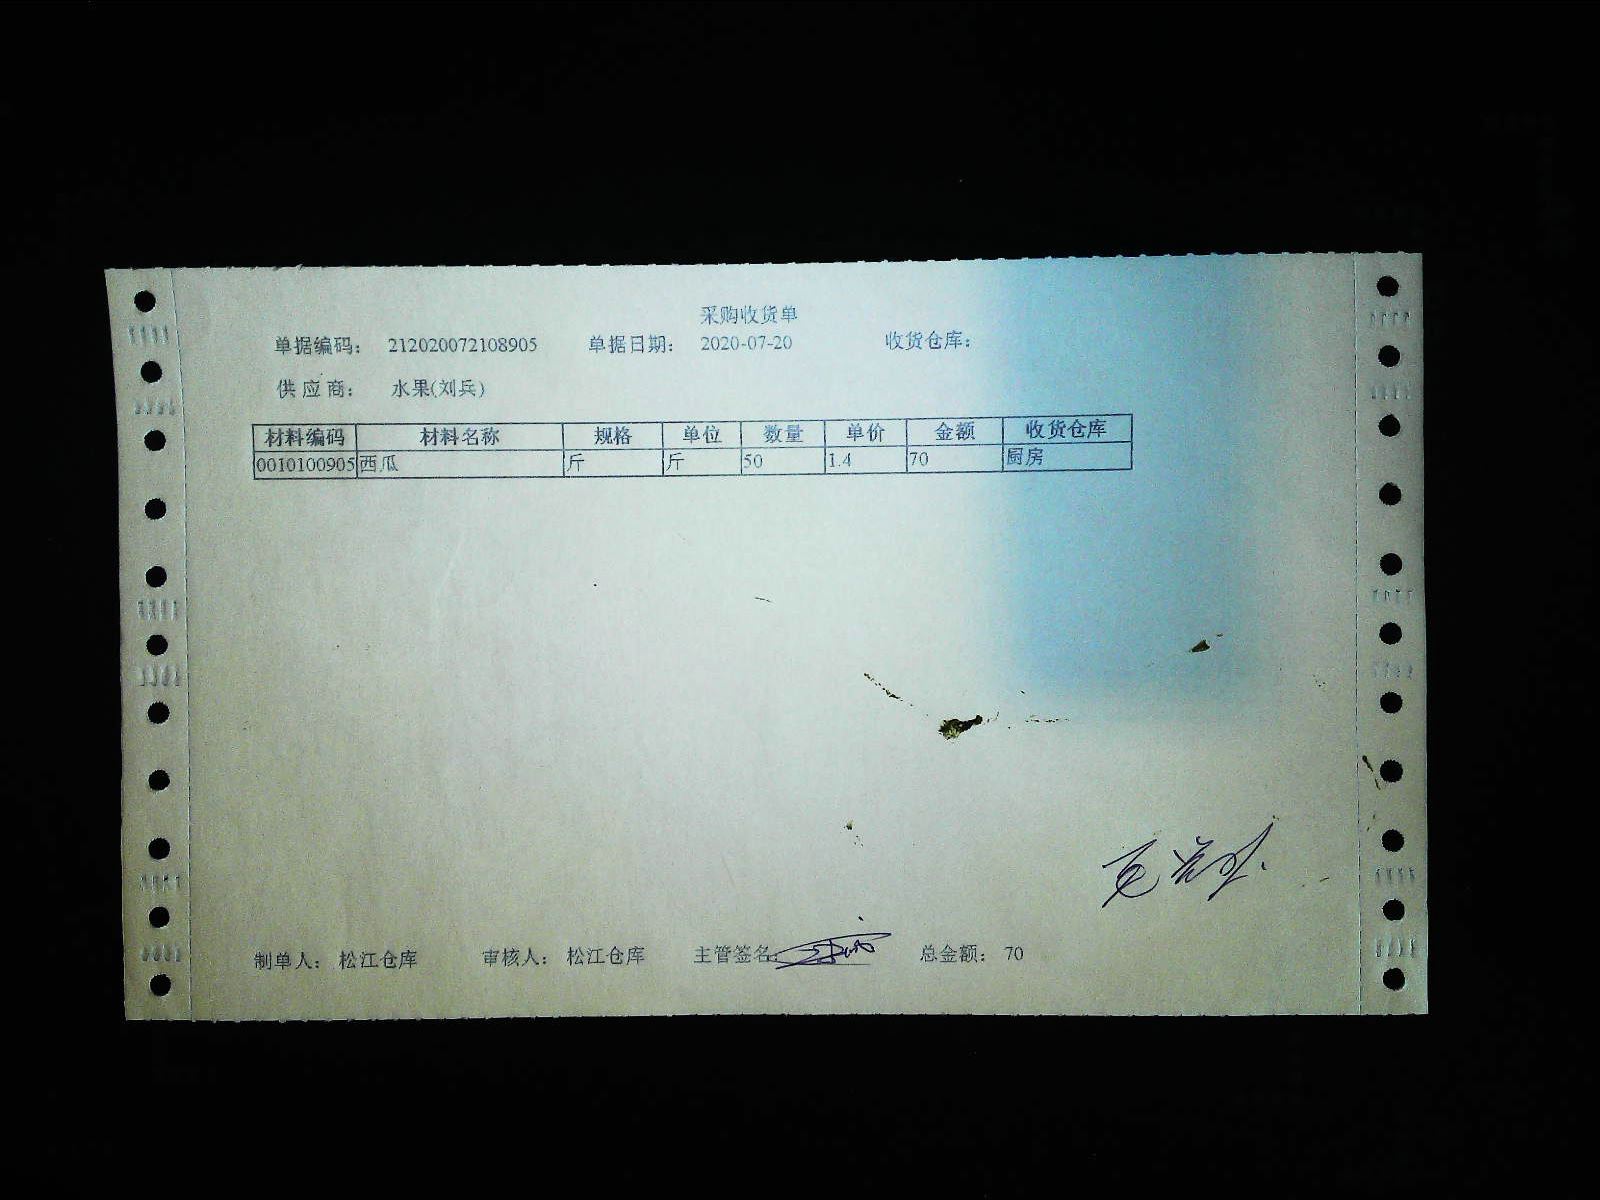 采购收货单
单据编码： 212020072108905 单据日期： 2020-07-20 收货仓库：
供应商： 水果(刘兵)
材料编码 材料名称 规格 单位 数量 单价 金额 收货仓库
0010100905 西瓜 斤 斤 50 1.4 70 厨房
制单人： 松江仓库 审核人： 松江仓库 主管签名: 总金额： 70